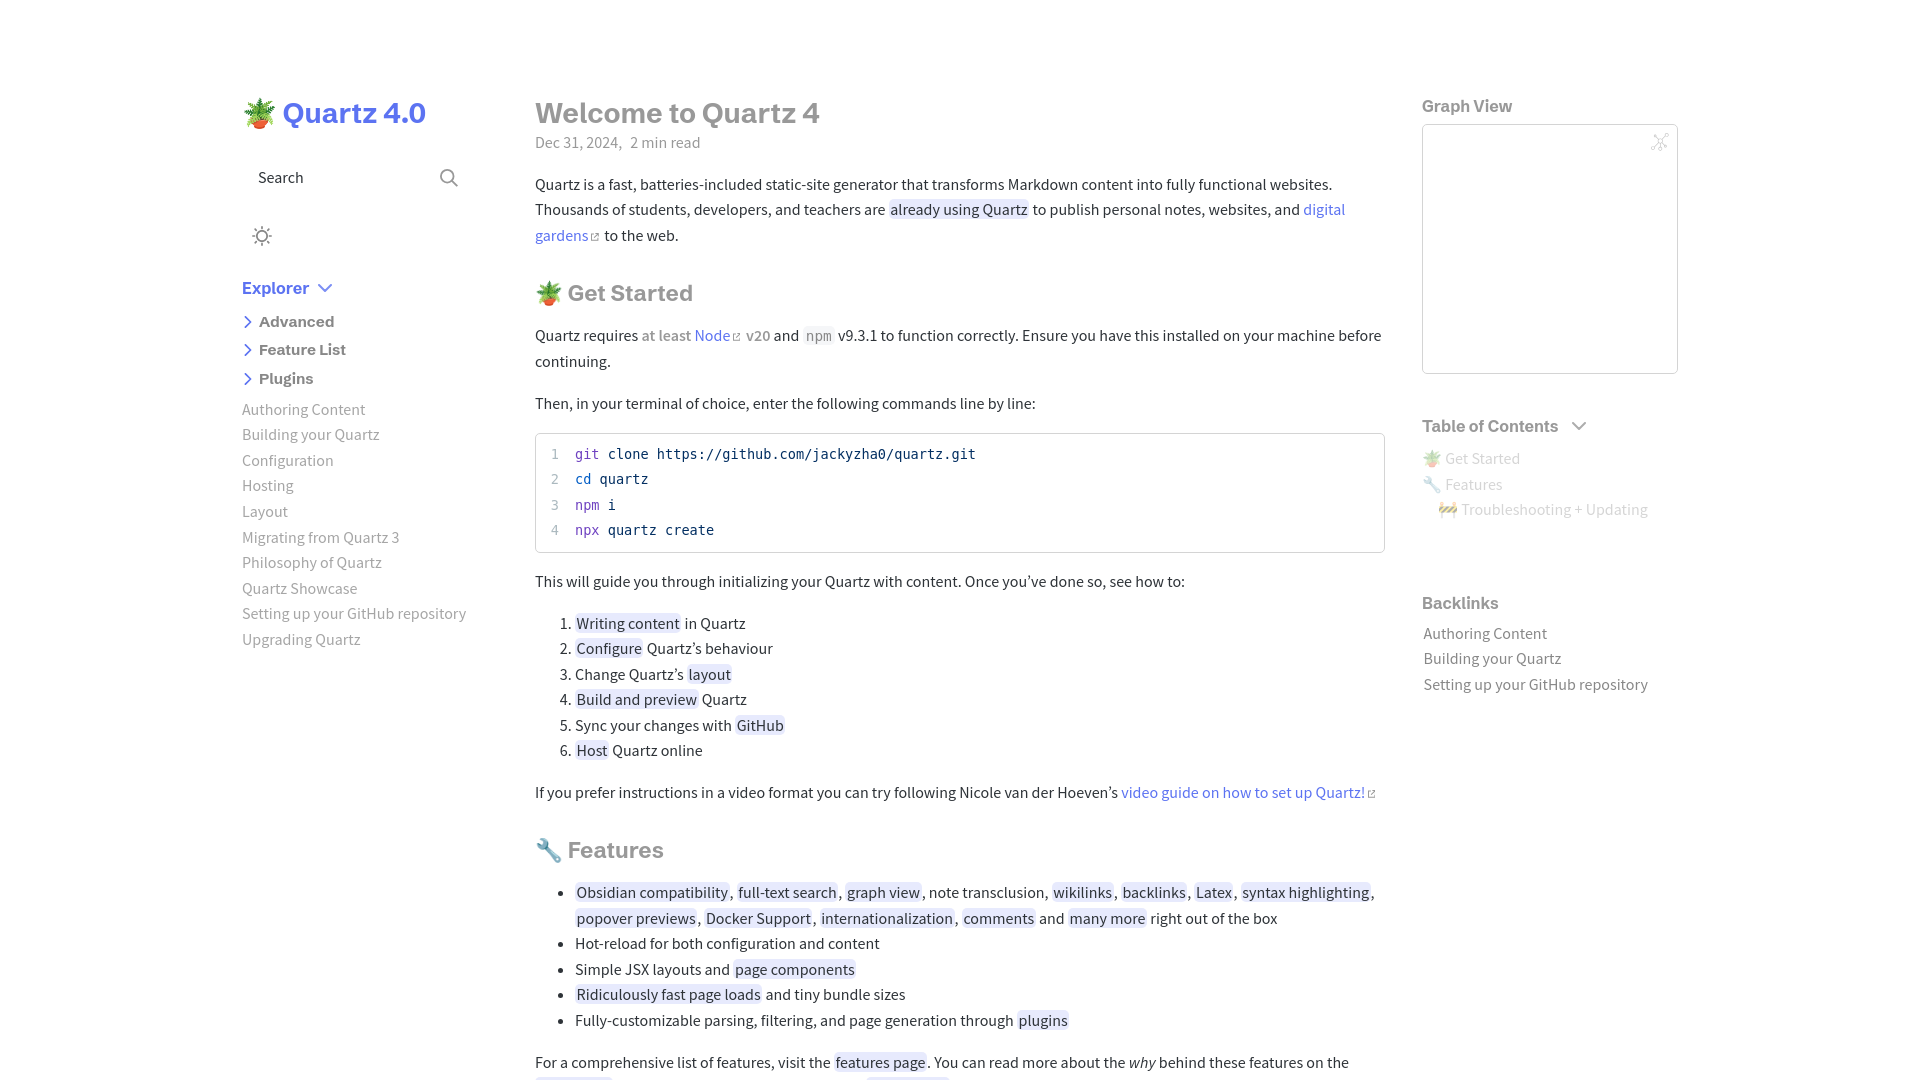 🪴 Quartz 4.0
Search
Explorer
Advanced
Feature List
Plugins
Authoring Content
Building your Quartz
Configuration
Hosting
Layout
Migrating from Quartz 3
Philosophy of Quartz
Quartz Showcase
Setting up your GitHub repository
Upgrading Quartz
Welcome to Quartz 4
Dec 31, 2024, 2 min read
Quartz is a fast, batteries-included static-site generator that transforms Markdown content into fully functional websites.
Thousands of students, developers, and teachers are already using Quartz to publish personal notes, websites, and digital
gardens to the web.
🪴 Get Started
Quartz requires at least Node v20 and npm v9.3.1 to function correctly. Ensure you have this installed on your machine before
continuing.
Then, in your terminal of choice, enter the following commands line by line:
1 git clone https://github.com/jackyzha0/quartz.git
2 cd quartz
3 npm i
4 npx quartz create
This will guide you through initializing your Quartz with content. Once you’ve done so, see how to:
1. Writing content in Quartz
2. Configure Quartz’s behaviour
3. Change Quartz’s layout
4. Build and preview Quartz
5. Sync your changes with GitHub
6. Host Quartz online
If you prefer instructions in a video format you can try following Nicole van der Hoeven’s video guide on how to set up Quartz!
🔧 Features
• Obsidian compatibility, full-text search, graph view, note transclusion, wikilinks, backlinks, Latex, syntax highlighting,
popover previews, Docker Support, internationalization, comments and many more right out of the box
• Hot-reload for both configuration and content
• Simple JSX layouts and page components
• Ridiculously fast page loads and tiny bundle sizes
• Fully-customizable parsing, filtering, and page generation through plugins
For a comprehensive list of features, visit the features page. You can read more about the why behind these features on the
Graph View
Table of Contents
🪴 Get Started
🔧 Features
🚧 Troubleshooting + Updating
Backlinks
Authoring Content
Building your Quartz
Setting up your GitHub repository